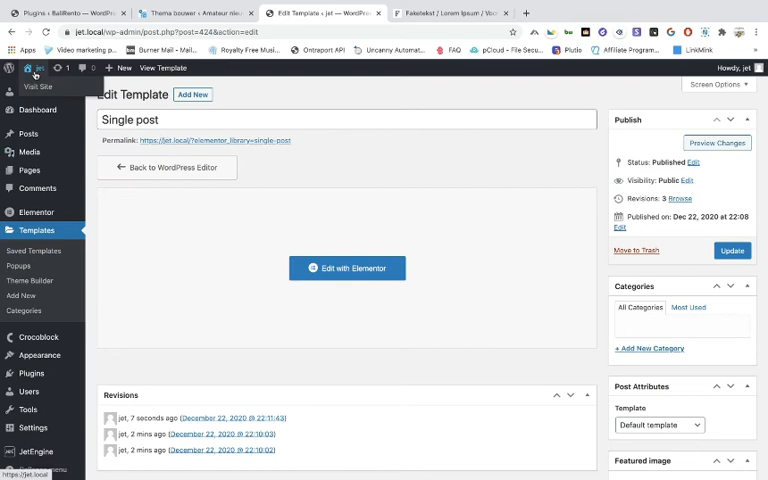 Plugins « BaliRento — WordPr
Thema bouwer « Amateur nieu
Edit Template « jet — WordPre
Faketekst / Lorem Ipsum / Voo
jet.local/wp-admin/post.php?post=424&action=edit
Apps
Video marketing p...
Burner Mail - Mail...
Royalty Free Musi...
Ontraport API
Uncanny Automat...
FAQ
pCloud - File Secu...
Plutio
Affiliate Program...
LinkMink
jet
1
0
New
View Template
Howdy, jet
Visit Site
Screen Options
Dashboard
Posts
Media
Pages
Comments
Elementor
Templates
Saved Templates
Popups
Theme Builder
Add New
Categories
Crocoblock
Appearance
Plugins
Users
Tools
Settings
JetEngine
https://jet.local
Edit Template
Add New
Single post
Permalink: https://jet.local/?elementor_library=single-post
Back to WordPress Editor
Edit with Elementor
Revisions
jet, 7 seconds ago (December 22, 2020 @ 22:11:43)
jet, 2 mins ago (December 22, 2020 @ 22:10:03)
jet, 2 mins ago (December 22, 2020 @ 22:10:02)
Publish
Preview Changes
Status: Published Edit
Visibility: Public Edit
Revisions: 3 Browse
Published on: Dec 22, 2020 at 22:08
Edit
Move to Trash
Update
Categories
All Categories
Most Used
+ Add New Category
Post Attributes
Template
Default template
Featured image